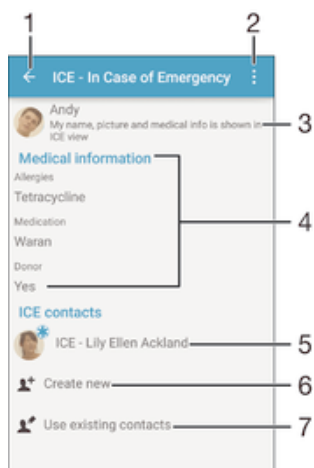 1 2
ICE - In Case of Emergency
Andy
My name, picture and medical info is shown in 3
ICE view
Medical information
Allergies
Tetracycline
4
Medication
Waran
Donor
Yes
ICE contacts
ICE - Lily Ellen Ackland 5
Create new 6
Use existing contacts 7